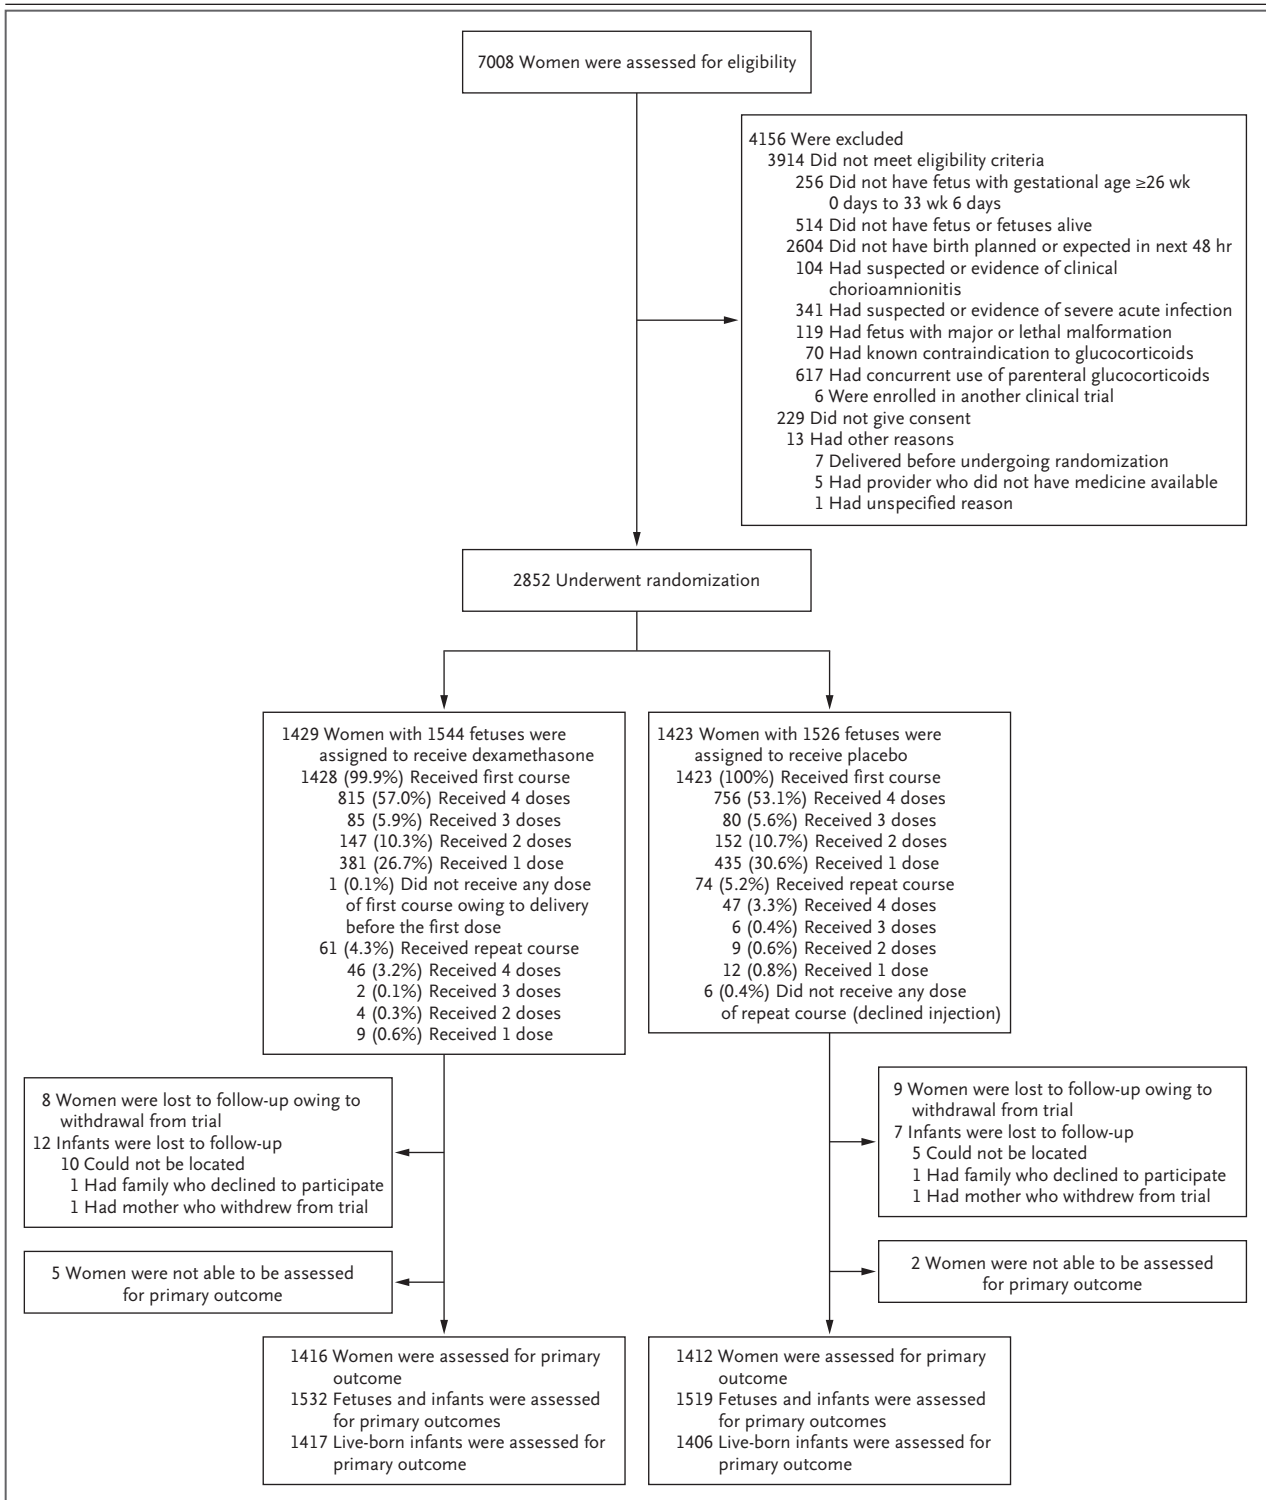 7008 Women were assessed for eligibility
4156 Were excluded
3914 Did not meet eligibility criteria
256 Did not have fetus with gestational age ≥26 wk
0 days to 33 wk 6 days
514 Did not have fetus or fetuses alive
2604 Did not have birth planned or expected in next 48 hr
104 Had suspected or evidence of clinical
chorioamnionitis
341 Had suspected or evidence of severe acute infection
119 Had fetus with major or lethal malformation
70 Had known contraindication to glucocorticoids
617 Had concurrent use of parenteral glucocorticoids
6 Were enrolled in another clinical trial
229 Did not give consent
13 Had other reasons
7 Delivered before undergoing randomization
5 Had provider who did not have medicine available
1 Had unspecified reason
2852 Underwent randomization
1429 Women with 1544 fetuses were
assigned to receive dexamethasone
1428 (99.9%) Received first course
815 (57.0%) Received 4 doses
85 (5.9%) Received 3 doses
147 (10.3%) Received 2 doses
381 (26.7%) Received 1 dose
1 (0.1%) Did not receive any dose
of first course owing to delivery
before the first dose
61 (4.3%) Received repeat course
46 (3.2%) Received 4 doses
2 (0.1%) Received 3 doses
4 (0.3%) Received 2 doses
9 (0.6%) Received 1 dose
1423 Women with 1526 fetuses were
assigned to receive placebo
1423 (100%) Received first course
756 (53.1%) Received 4 doses
80 (5.6%) Received 3 doses
152 (10.7%) Received 2 doses
435 (30.6%) Received 1 dose
74 (5.2%) Received repeat course
47 (3.3%) Received 4 doses
6 (0.4%) Received 3 doses
9 (0.6%) Received 2 doses
12 (0.8%) Received 1 dose
6 (0.4%) Did not receive any dose
of repeat course (declined injection)
8 Women were lost to follow-up owing to
withdrawal from trial
12 Infants were lost to follow-up
10 Could not be located
1 Had family who declined to participate
1 Had mother who withdrew from trial
9 Women were lost to follow-up owing to
withdrawal from trial
7 Infants were lost to follow-up
5 Could not be located
1 Had family who declined to participate
1 Had mother who withdrew from trial
5 Women were not able to be assessed
for primary outcome
2 Women were not able to be assessed
for primary outcome
1416 Women were assessed for primary
outcome
1532 Fetuses and infants were assessed
for primary outcomes
1417 Live-born infants were assessed for
primary outcome
1412 Women were assessed for primary
outcome
1519 Fetuses and infants were assessed
for primary outcomes
1406 Live-born infants were assessed for
primary outcome